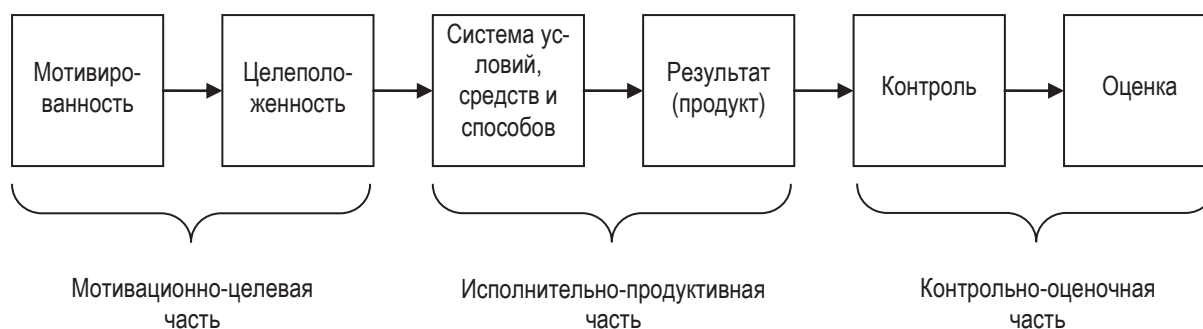 Мотивиро-
ванность
Целеполо-
женность
Система ус-
ловий,
средств и
способов
Результат
(продукт)
Контроль
Оценка
Мотивационно-целевая
часть
Исполнительно-продуктивная
часть
Контрольно-оценочная
часть